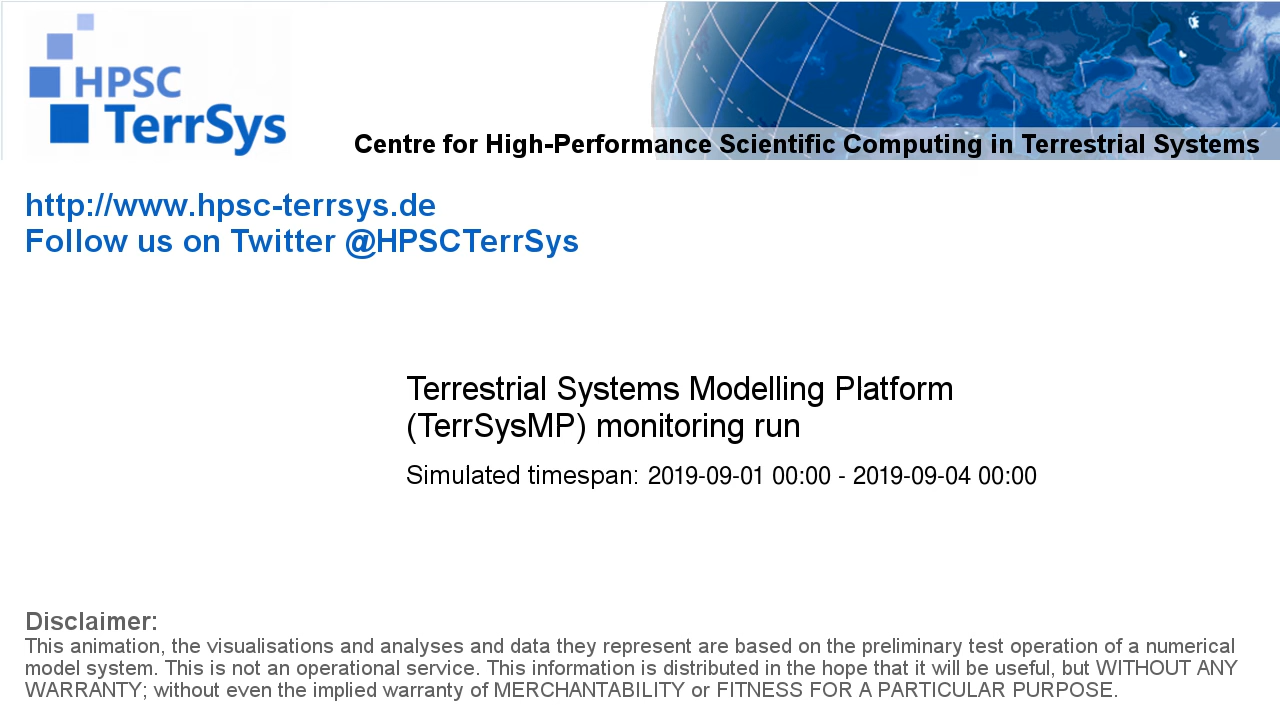 HPSC
TerrSys
Centre for High-Performance Scientific Computing in Terrestrial Systems
http://www.hpsc-terrsys.de
Follow us on Twitter @HPSCTerrSys
Terrestrial Systems Modelling Platform
(TerrSysMP) monitoring run
Simulated timespan: 2019-09-01 00:00 - 2019-09-04 00:00
Disclaimer:
This animation, the visualisations and analyses and data they represent are based on the preliminary test operation of a numerical
model system. This is not an operational service. This information is distributed in the hope that it will be useful, but WITHOUT ANY
WARRANTY; without even the implied warranty of MERCHANTABILITY or FITNESS FOR A PARTICULAR PURPOSE.